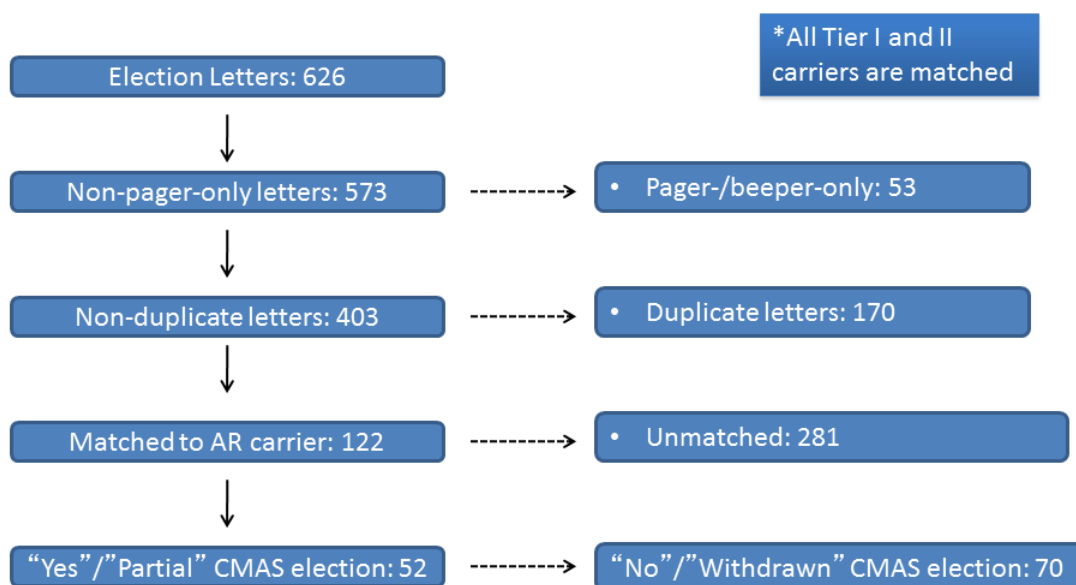 *All Tier I and II
carriers are matched
Election Letters: 626
Non-pager-only letters: 573
• Pager-/beeper-only: 53
Non-duplicate letters: 403
• Duplicate letters: 170
Matched to AR carrier: 122
• Unmatched: 281
“Yes”/”Partial” CMAS election: 52
“No”/”Withdrawn” CMAS election: 70